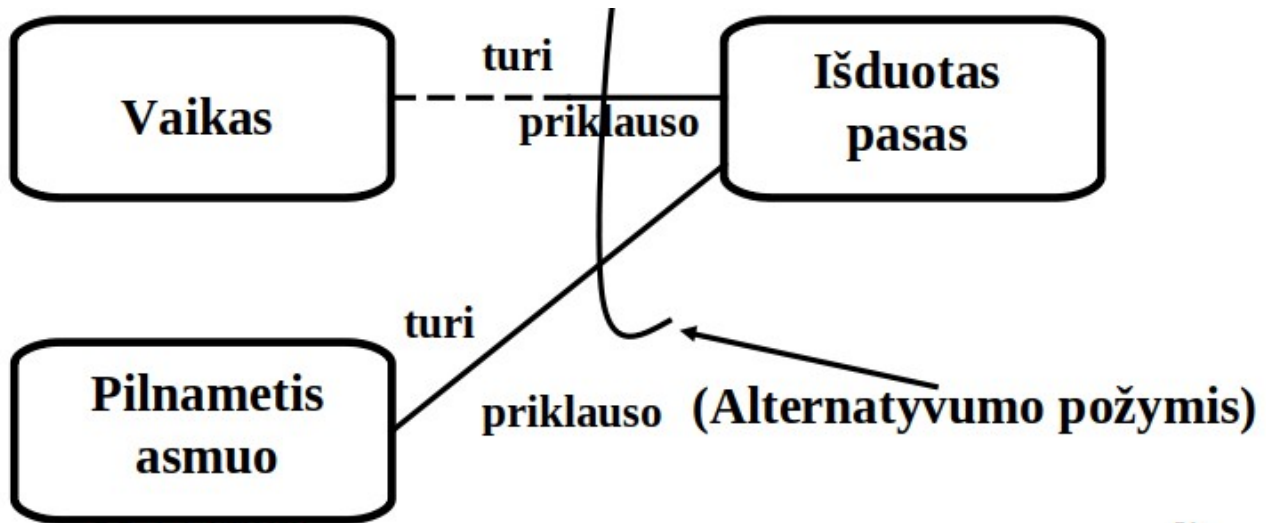 Vaikas
turi
priklauso
Išduotas
pasas
Pilnametis
asmuo
turi
priklauso
(Alternatyvumo požymis)